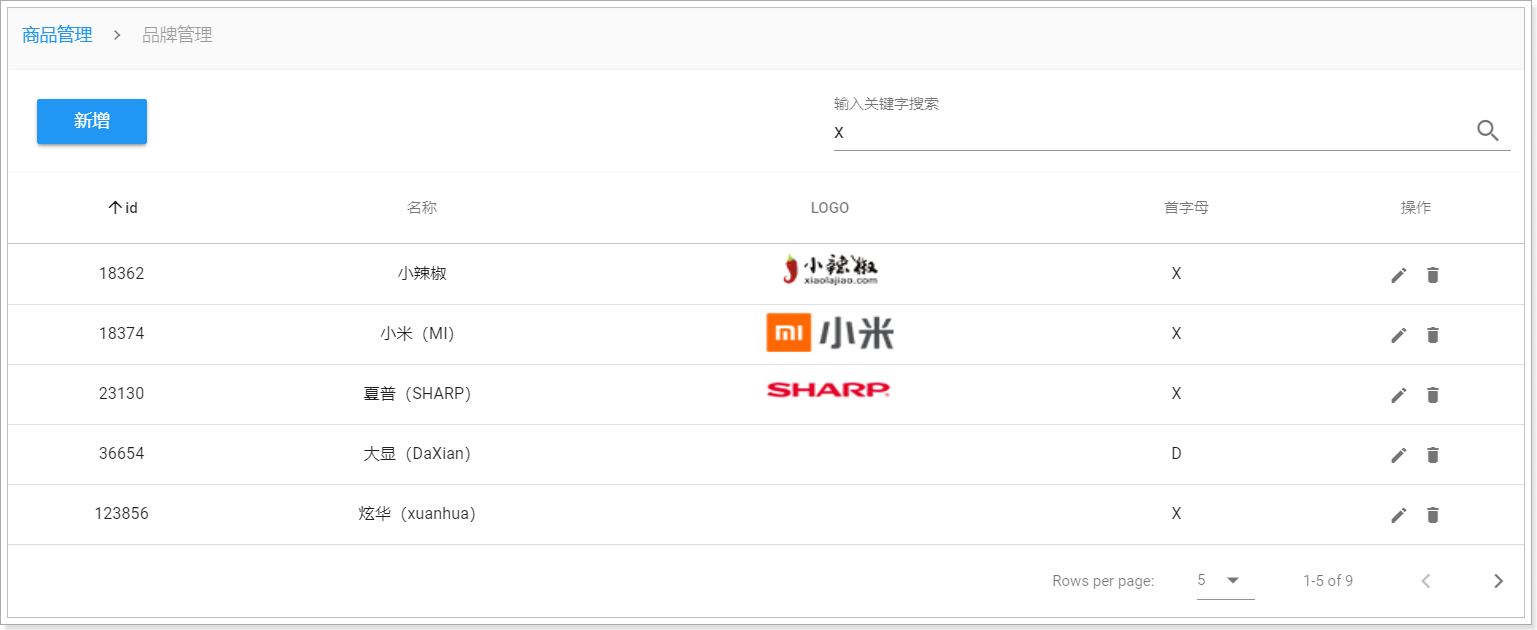 商品管理 > 品牌管理
新增
输入关键字搜索
X
id 名称 LOGO 首字母 操作
18362 小辣椒 小辣椒 xiaolajiao.com X
18374 小米（MI） mi 小米 X
23130 夏普（SHARP） SHARP X
36654 大显（DaXian） D
123856 炫华（xuanhua） X
Rows per page: 5 1-5 of 9